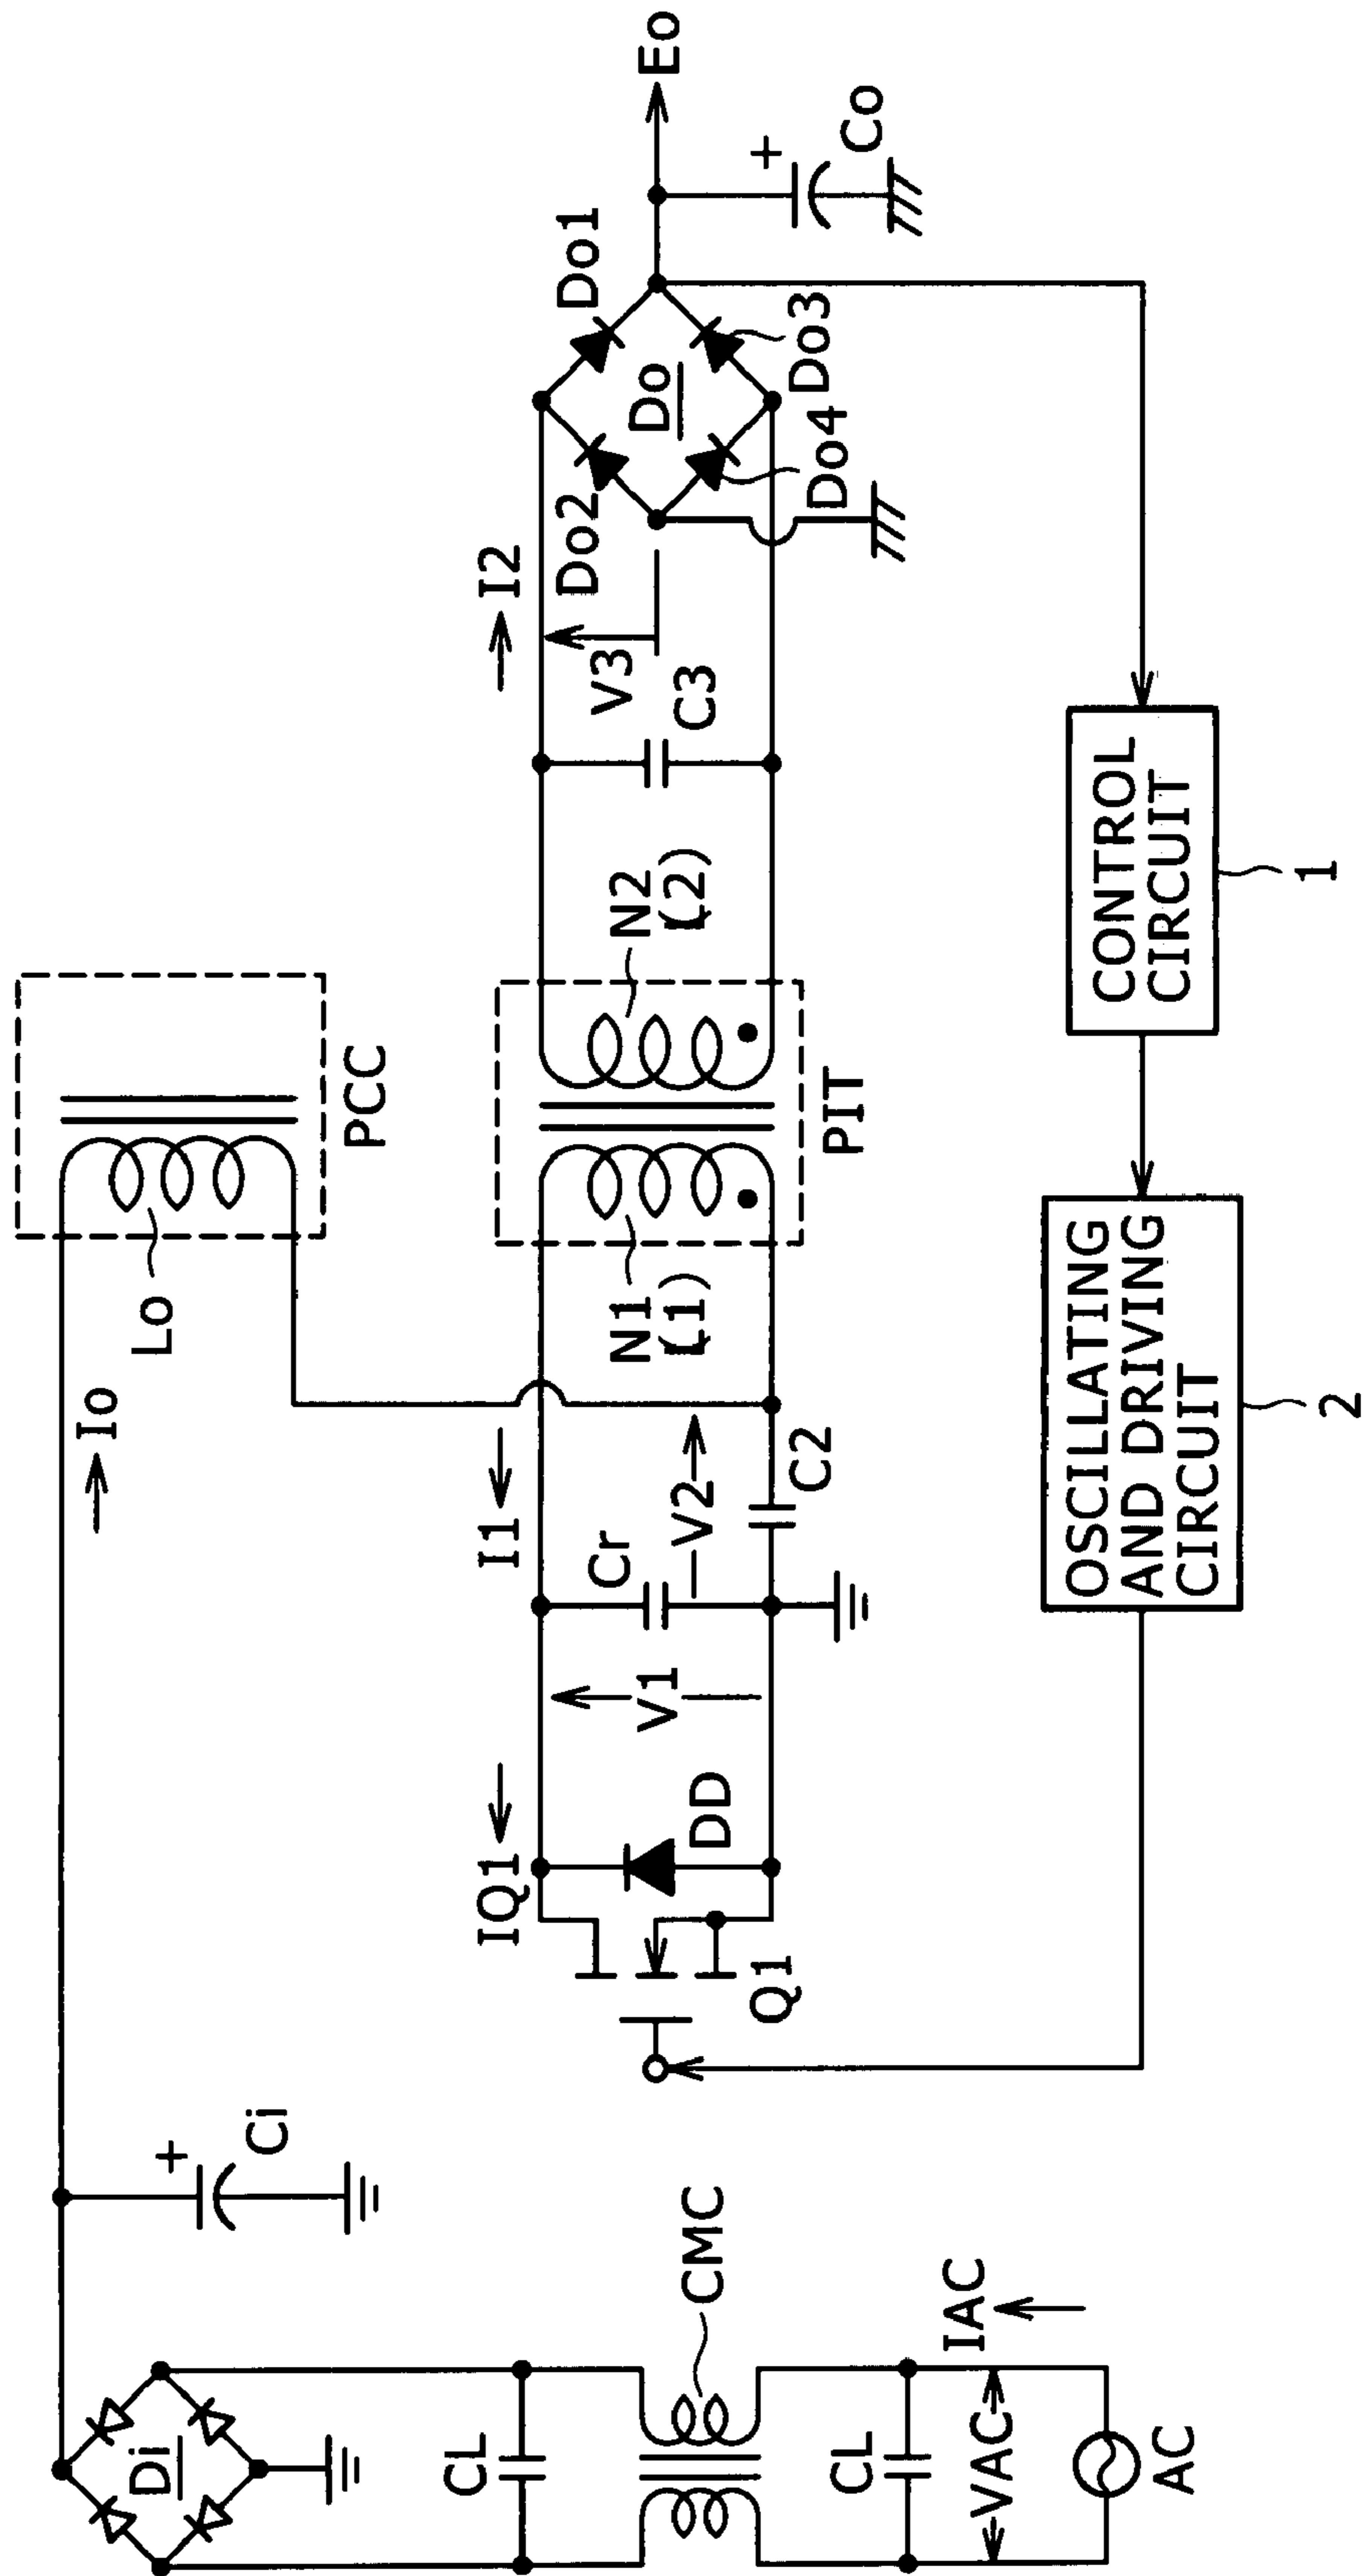 Eo
Co
+
Do1
Do3
Do
Do4
Do2
I2
V3
C3
N2
(L2)
PCC
Lo
PIT
N1
(L1)
Io
I1
Cr
V2
C2
V1
IQ1
DD
Q1
CONTROL
CIRCUIT
1
OSCILLATING
AND DRIVING
CIRCUIT
2
+
Ci
Di
CL
CMC
CL
IAC
VAC
AC